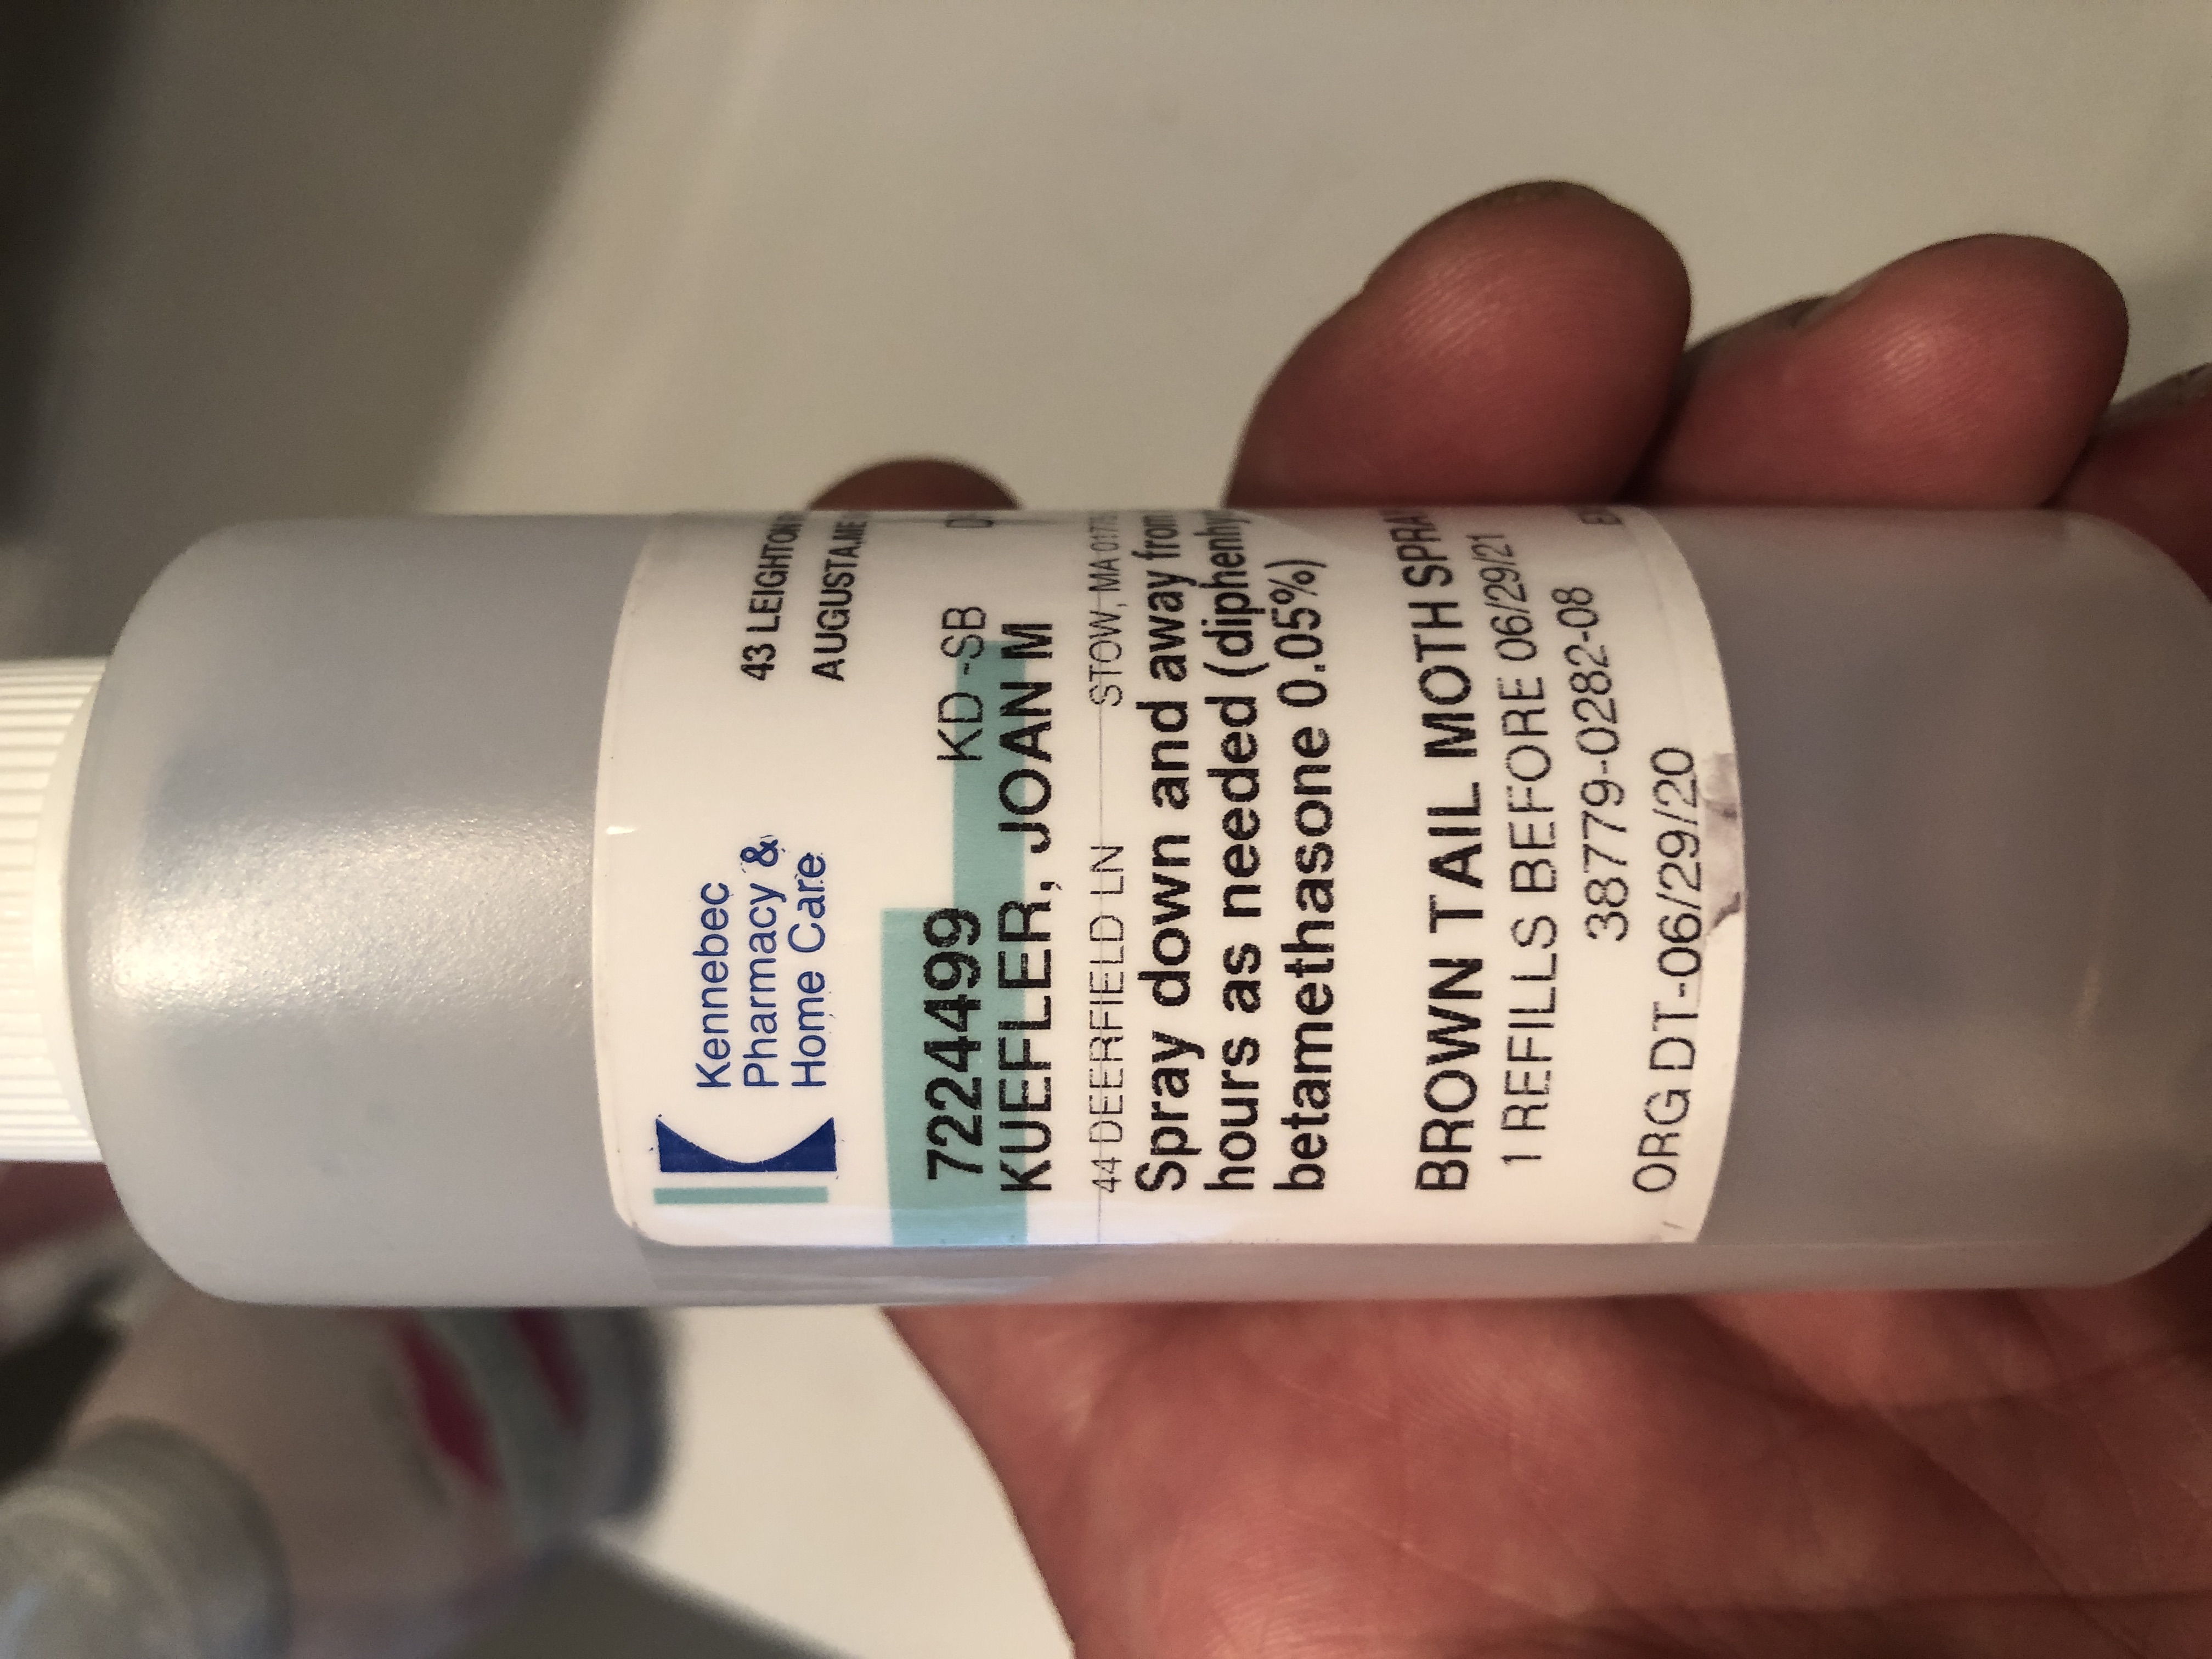 Kennebec
Pharmacy &
Home Care
43 LEIGHTON
AUGUSTA, ME
7224499 KD-SB
KUEFLER, JOAN M
44 DEERFIELD LN STOW, MA
Spray down and away from
hours as needed (
betamethasone 0.05%)
BROWN TAIL MOTH SPRAY
1 REFILLS BEFORE 06/29/21
38779-0282-08
ORG DT-06/29/20